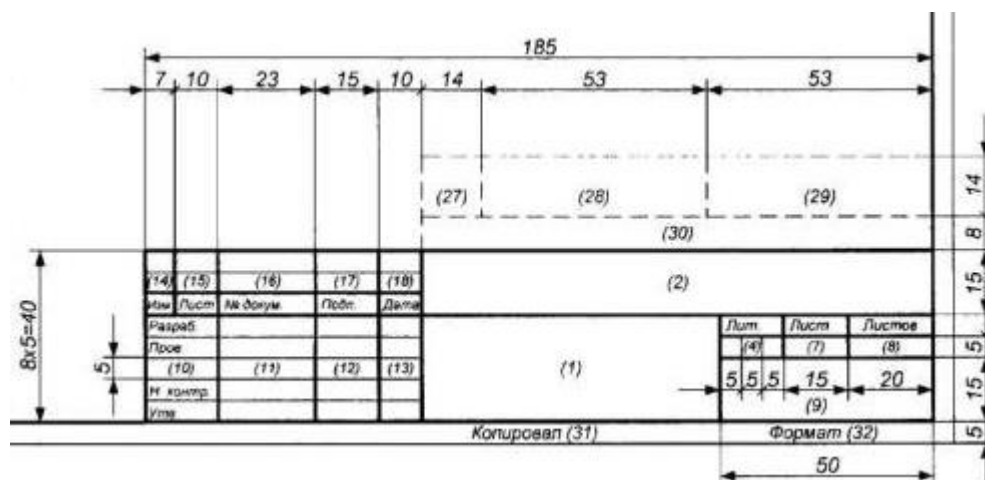 185
7 10 23 15 10 14 53 53
14
(27) (28) (29)
8
(30)
(14) (15) (16) (17) (18) (2)
15
Изм Лист № докум. Подп. Дата
8x5=40
Разраб. Лит. Лист Листов
Пров (4) (7) (8) 5
5 (10) (11) (12) (13) (1)
5 5 5 15 20 15
Н. контр. (9)
Утв
Копировал (31) Формат (32) 5
50